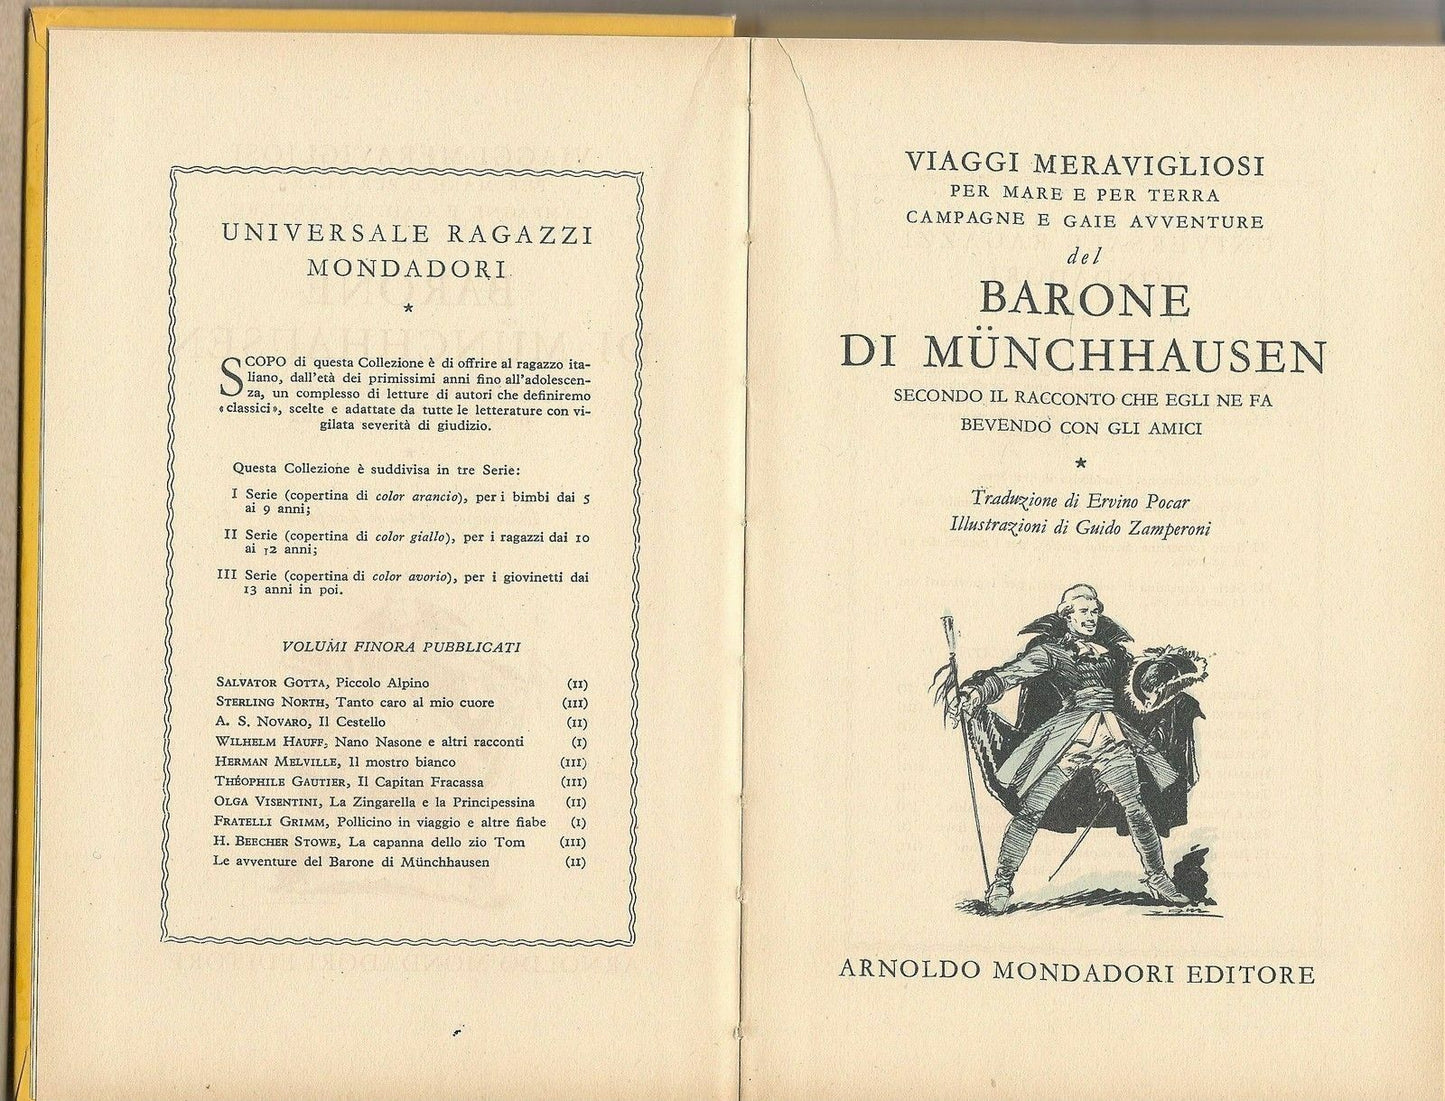 UNIVERSALE RAGAZZI
MONDADORI
★
SCOPO di questa Collezione è di offrire al ragazzo ita-
liano, dall'età dei primissimi anni fino all'adolescen-
za, un complesso di letture di autori che definiremo
«classici», scelte e adattate da tutte le letterature con vi-
gilata severità di giudizio.
Questa Collezione è suddivisa in tre Serie:
I Serie (copertina di color arancio), per i bimbi dai 5
ai 9 anni;
II Serie (copertina di color giallo), per i ragazzi dai 10
ai 12 anni;
III Serie (copertina di color avorio), per i giovinetti dai
13 anni in poi.
VOLUMI FINORA PUBBLICATI
SALVATOR GOTTA, Piccolo Alpino (II)
STERLING NORTH, Tanto caro al mio cuore (III)
A. S. NOVARO, Il Cestello (II)
WILHELM HAUFF, Nano Nasone e altri racconti (I)
HERMAN MELVILLE, Il mostro bianco (III)
THÉOPHILE GAUTIER, Il Capitan Fracassa (III)
OLGA VISENTINI, La Zingarella e la Principessina (II)
FRATELLI GRIMM, Pollicino in viaggio e altre fiabe (I)
H. BEECHER STOWE, La capanna dello zio Tom (III)
Le avventure del Barone di Münchhausen (II)
VIAGGI MERAVIGLIOSI
PER MARE E PER TERRA
CAMPAGNE E GAIE AVVENTURE
del
BARONE
DI MÜNCHHAUSEN
SECONDO IL RACCONTO CHE EGLI NE FA
BEVENDO CON GLI AMICI
★
Traduzione di Ervino Pocar
Illustrazioni di Guido Zamperoni
ARNOLDO MONDADORI EDITORE